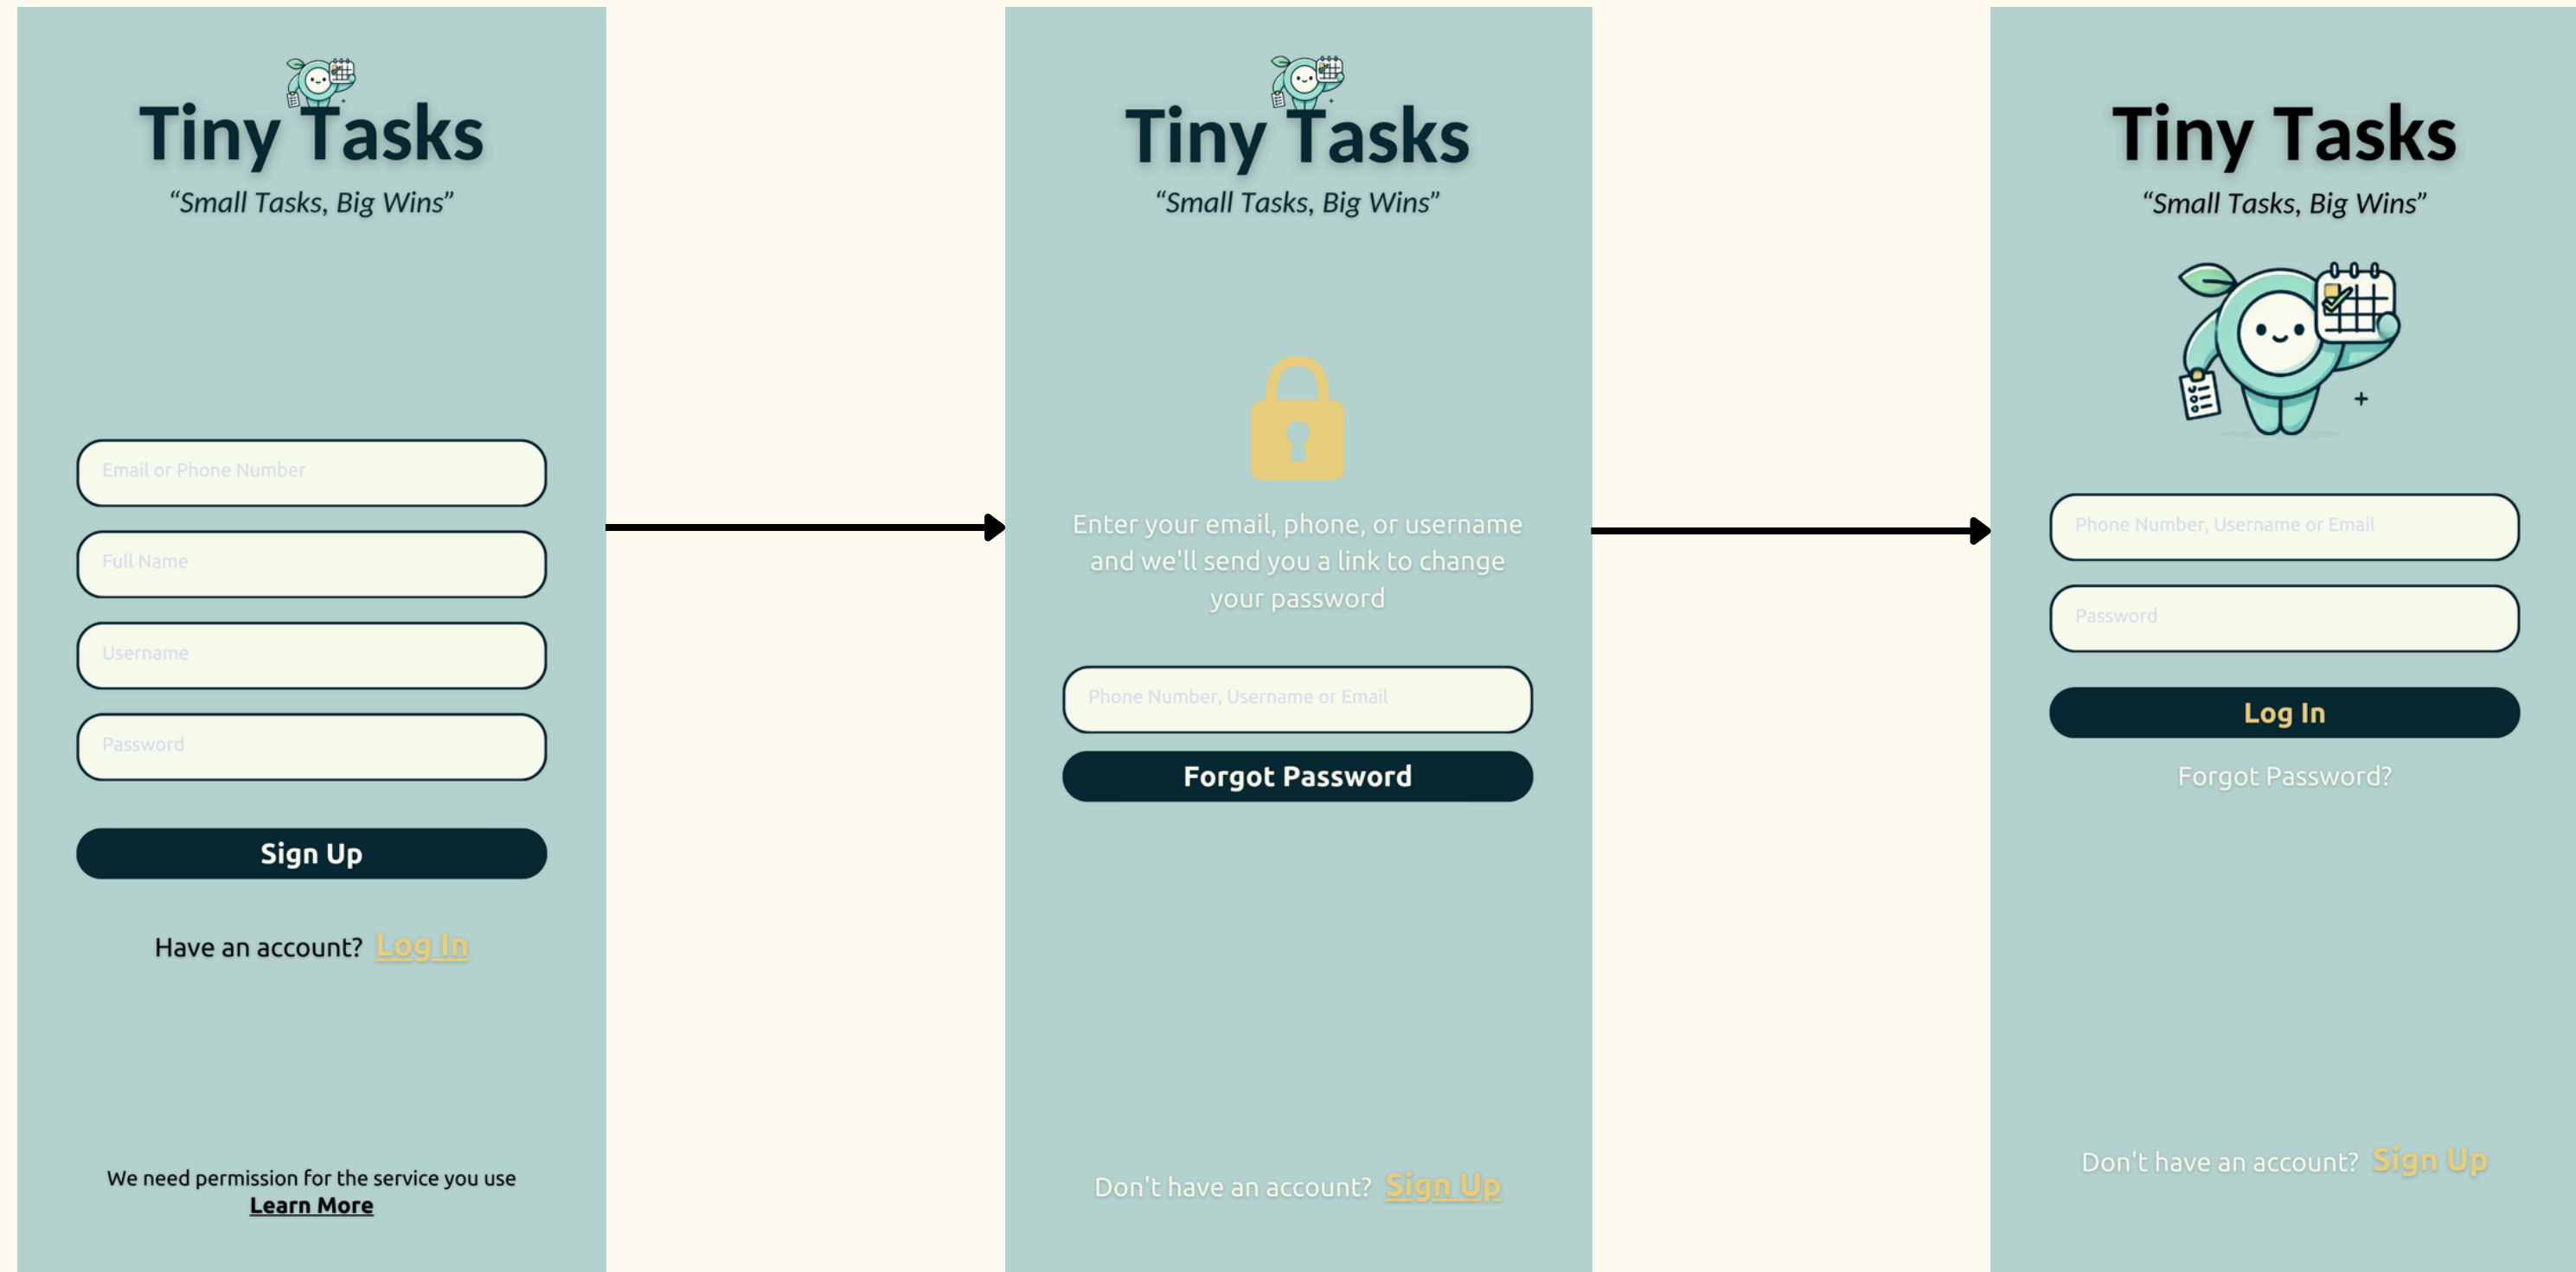 Tiny Tasks
“Small Tasks, Big Wins”
Email or Phone Number
Full Name
Username
Password
Sign Up
Have an account? Log In
We need permission for the service you use
Learn More
Tiny Tasks
“Small Tasks, Big Wins”
Enter your email, phone, or username
and we'll send you a link to change
your password
Phone Number, Username or Email
Forgot Password
Don't have an account? Sign Up
Tiny Tasks
“Small Tasks, Big Wins”
Phone Number, Username or Email
Password
Log In
Forgot Password?
Don't have an account? Sign Up